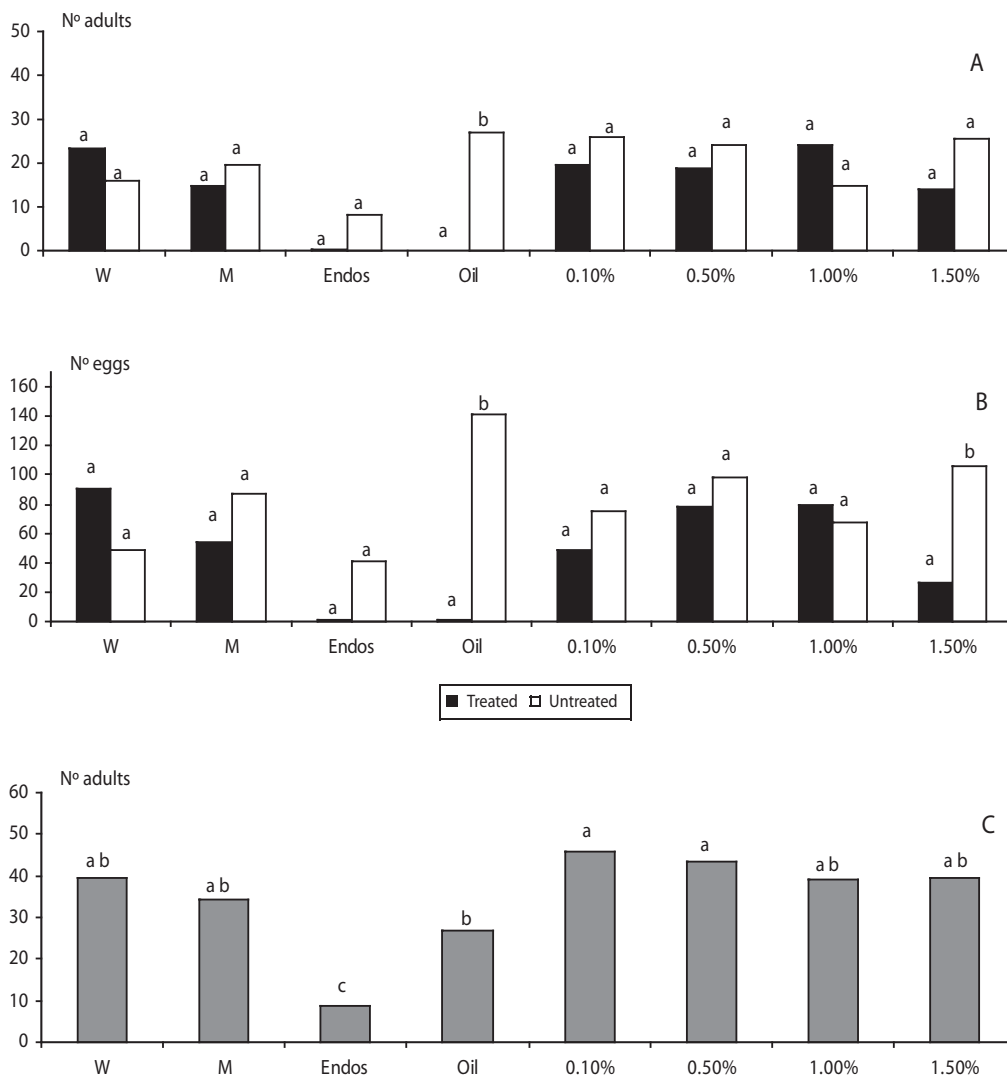 Nº adults
50
40
30
20
10
0
A
a a a a a a a b a a a a a a a a
W M Endos Oil 0.10% 0.50% 1.00% 1.50%
Nº eggs
160
140
120
100
80
60
40
20
0
B
a a a a a a a b a a a a a a a b
W M Endos Oil 0.10% 0.50% 1.00% 1.50%
Treated Untreated
Nº adults
60
50
40
30
20
10
0
C
a b a b c b a a a b a b
W M Endos Oil 0.10% 0.50% 1.00% 1.50%